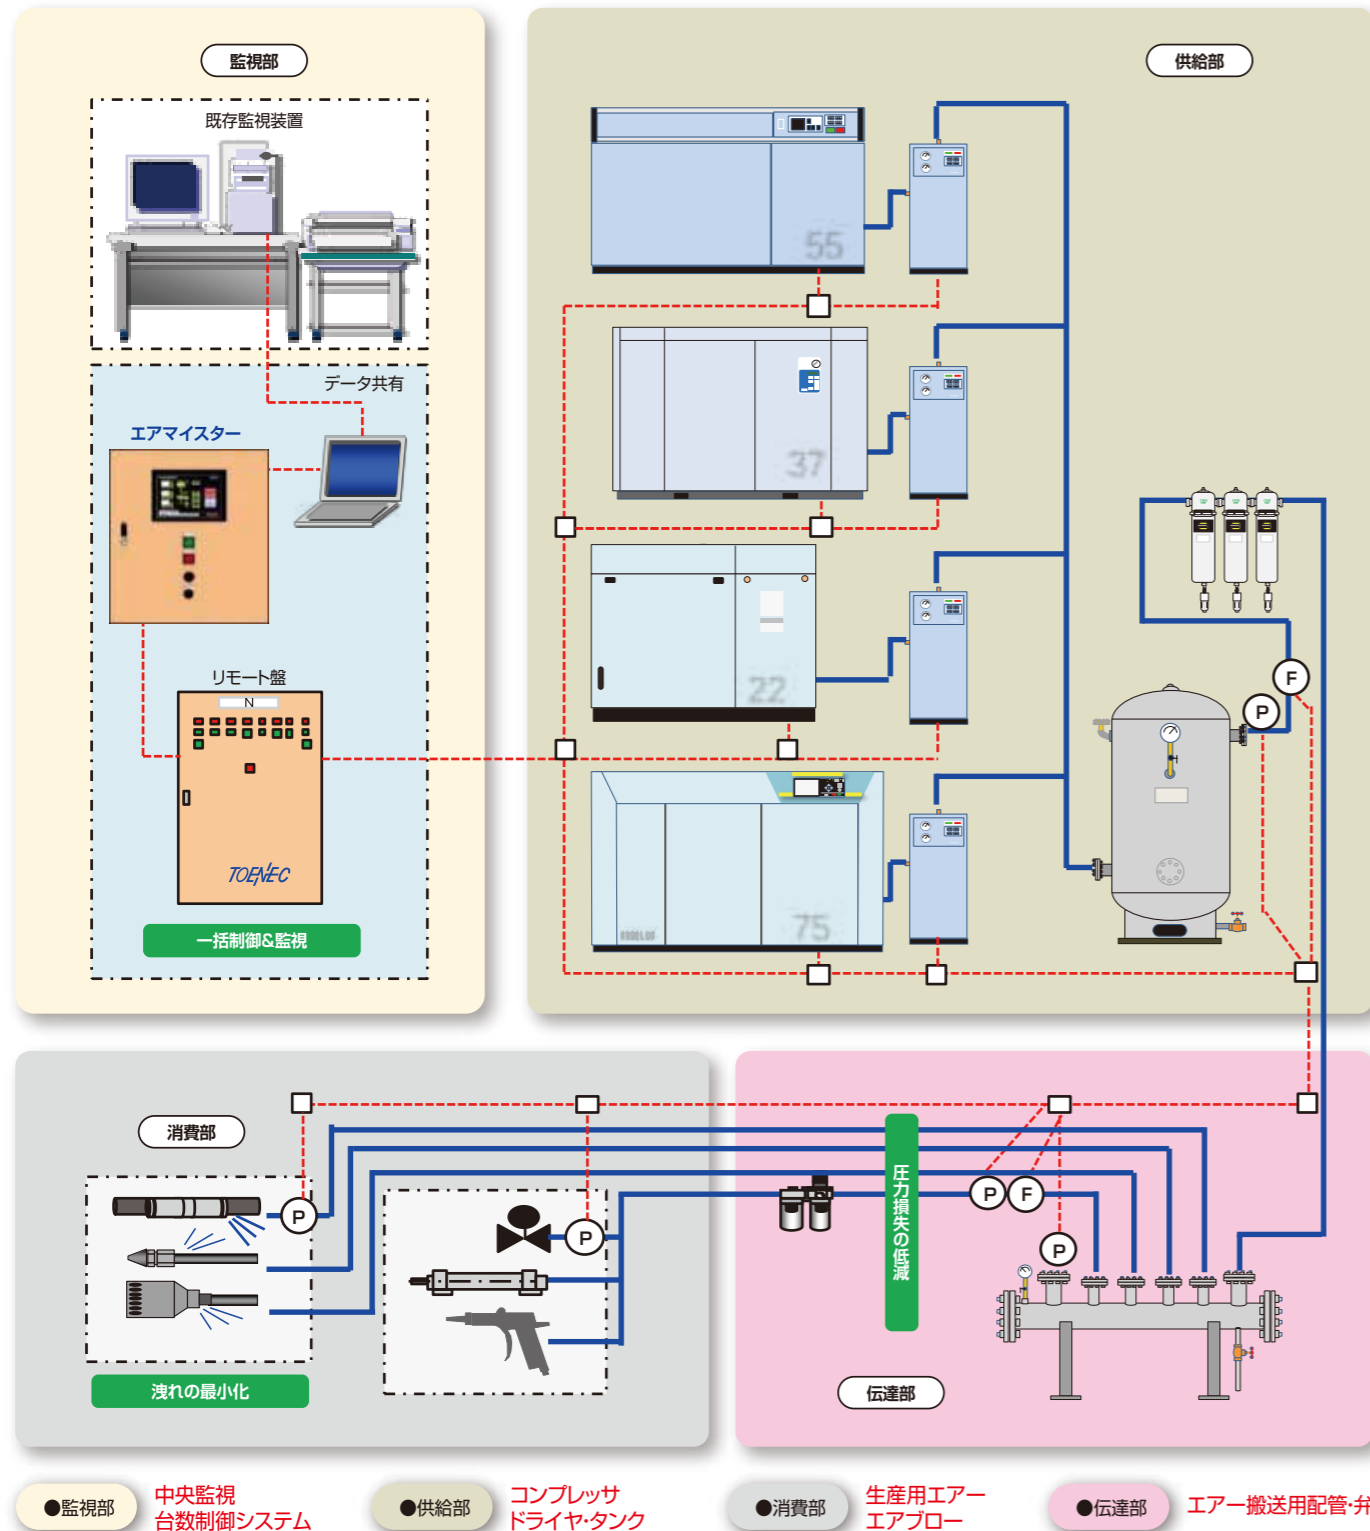 監視部
既存監視装置
データ共有
エアマイスター
リモート盤
N
TOENEC
一括制御&監視
供給部
55
37
22
75
F
P
消費部
P
P
洩れの最小化
圧力損失の低減
P
F
P
伝達部
●監視部
中央監視
台数制御システム
●供給部
コンプレッサ
ドライヤ・タンク
●消費部
生産用エアー
エアブロー
●伝達部
エアー搬送用配管・弁